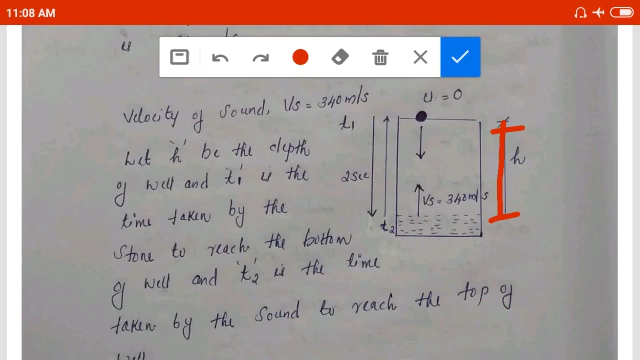 11:08 AM
Velocity of Sound, Vs = 340m/s
Let 'h' be the depth
of well and 't1' is the
time taken by the
Stone to reach the bottom
of well and 't2' is the time
taken by the Sound to reach the top of
well
u = 0
t1
2sec
h
Vs = 340m/s
t2